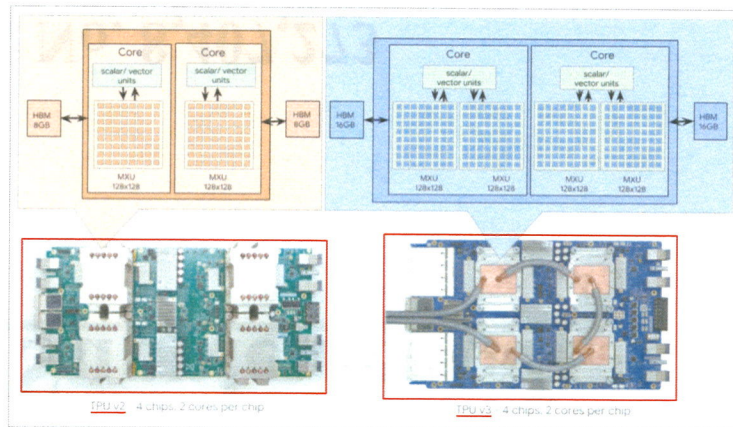 Core
Core
scalar/ vector
units
scalar/ vector
units
HBM
8GB
HBM
8GB
MXU
128x128
MXU
128x128
Core
Core
scalar/
vector units
scalar/
vector units
HBM
16GB
HBM
16GB
MXU
128x128
MXU
128x128
MXU
128x128
MXU
128x128
TPU v2 - 4 chips, 2 cores per chip
TPU v3 - 4 chips, 2 cores per chip